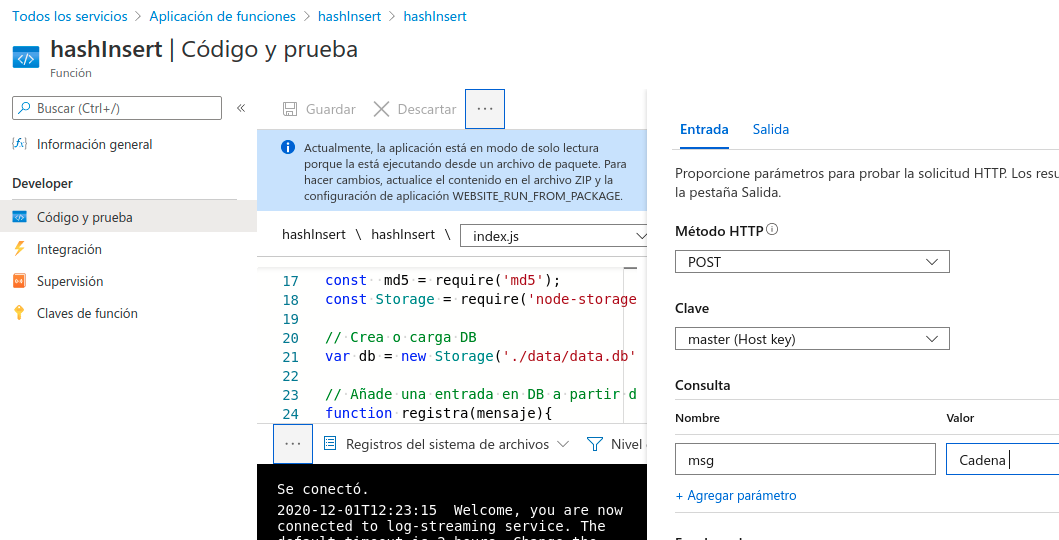 Todos los servicios > Aplicación de funciones > hashInsert > hashInsert
hashInsert | Código y prueba
Función
Buscar (Ctrl+/)
«
Información general
Developer
Código y prueba
Integración
Supervisión
Claves de función
Guardar
Descartar
...
Actualmente, la aplicación está en modo de solo lectura
porque la está ejecutando desde un archivo de paquete. Para
hacer cambios, actualice el contenido en el archivo ZIP y la
configuración de aplicación WEBSITE_RUN_FROM_PACKAGE.
hashInsert \ hashInsert \ index.js
17 const  md5 = require('md5');
18 const Storage = require('node-storage
19
20 // Crea o carga DB
21 var db = new Storage('./data/data.db'
22
23 // Añade una entrada en DB a partir d
24 function registra(mensaje){
... Registros del sistema de archivos
Nivel
Se conectó.
2020-12-01T12:23:15  Welcome, you are now
connected to log-streaming service. The
default timeout is 2 hours. Change the
Entrada
Salida
Proporcione parámetros para probar la solicitud HTTP. Los
la pestaña Salida.
Método HTTP
POST
Clave
master (Host key)
Consulta
Nombre
Valor
msg
Cadena
+ Agregar parámetro